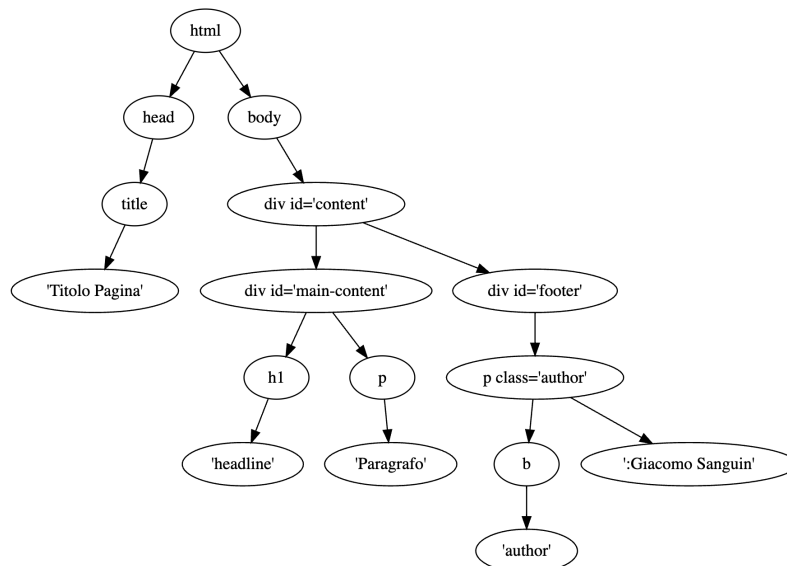 html
head
body
title
div id='content'
'Titolo Pagina'
div id='main-content'
div id='footer'
h1
p
p class='author'
'headline'
'Paragrafo'
b
':Giacomo Sanguin'
'author'